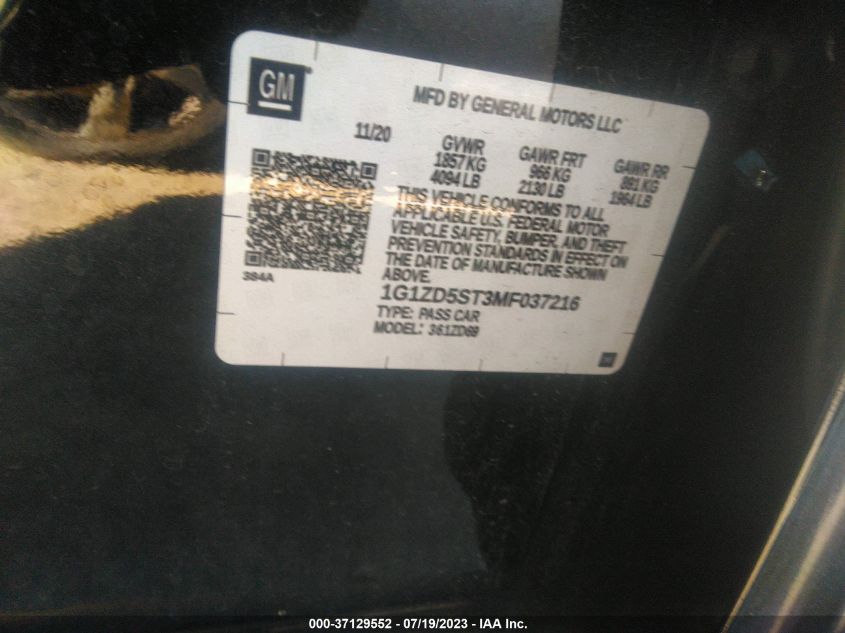 GM
MFD BY GENERAL MOTORS LLC
11/20
GVWR
1857 KG
4094 LB
GAWR FRT
966 KG
2130 LB
GAWR RR
891 KG
1964 LB
THIS VEHICLE CONFORMS TO ALL
APPLICABLE U.S. FEDERAL MOTOR
VEHICLE SAFETY, BUMPER, AND THEFT
PREVENTION STANDARDS IN EFFECT ON
THE DATE OF MANUFACTURE SHOWN
ABOVE.
384A
1G1ZD5ST3MF037216
TYPE: PASS CAR
MODEL: 361ZD69
000-37129552 - 07/19/2023 - IAA Inc.